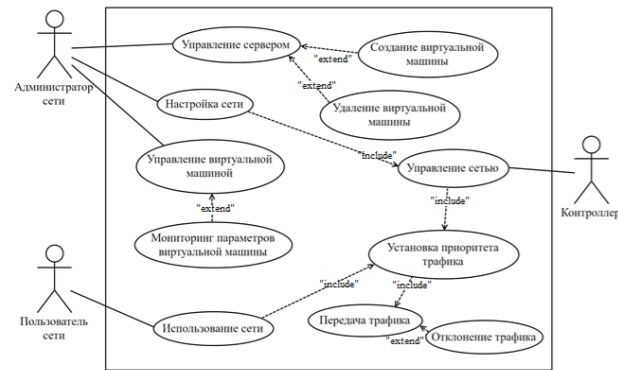 Управление сервером
Создание виртуальной
машины
"extend"
"extend"
Администратор
сети
Настройка сети
Удаление виртуальной
машины
Управление виртуальной
машиной
"include"
Управление сетью
"include"
Контроллер
"extend"
Мониторинг параметров
виртуальной машины
Установка приоритета
трафика
"include"
"include"
Пользователь
сети
Использование сети
Передача трафика
"extend"
Отклонение трафика